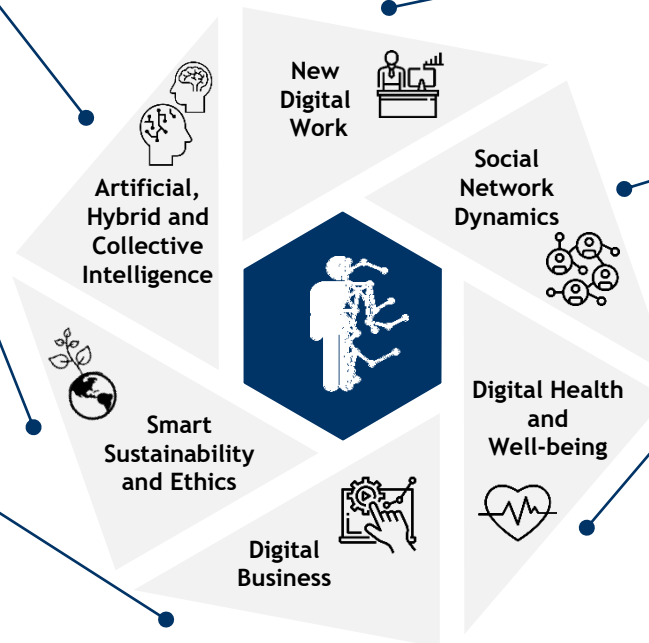 New
Digital
Work
Social
Network
Dynamics
Digital Health
and
Well-being
Digital
Business
Smart
Sustainability
and Ethics
Artificial,
Hybrid and
Collective
Intelligence